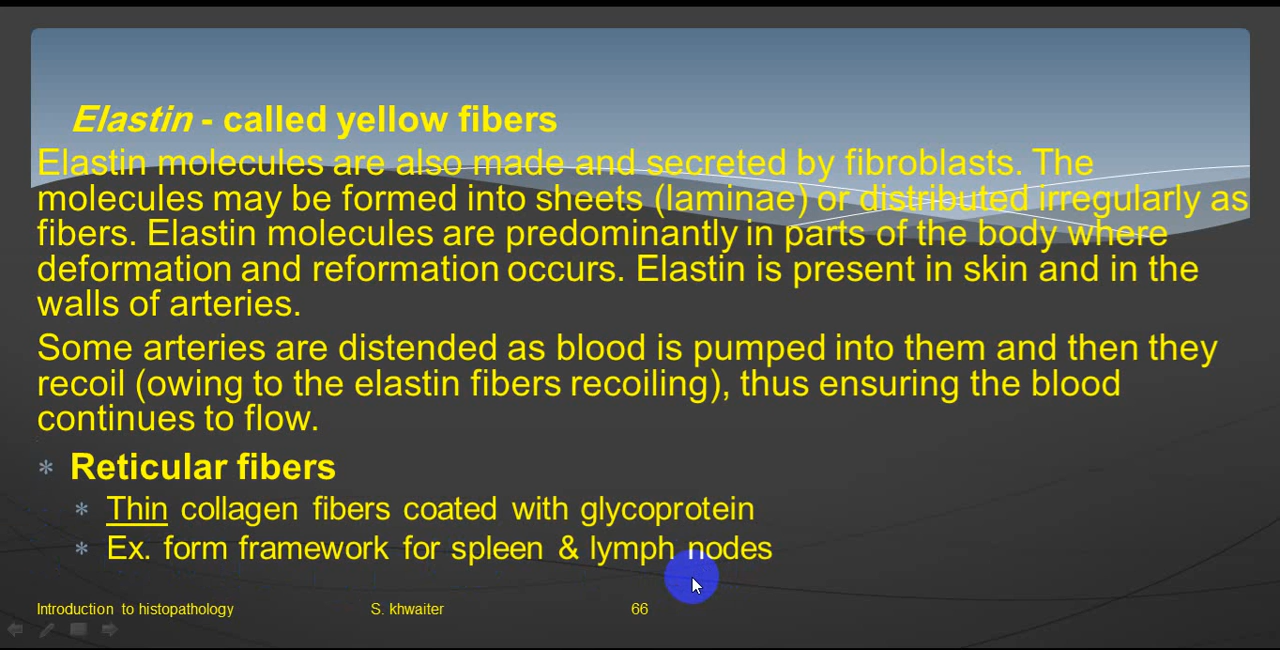 Elastin - called yellow fibers
Elastin molecules are also made and secreted by fibroblasts. The
molecules may be formed into sheets (laminae) or distributed irregularly as
fibers. Elastin molecules are predominantly in parts of the body where
deformation and reformation occurs. Elastin is present in skin and in the
walls of arteries.
Some arteries are distended as blood is pumped into them and then they
recoil (owing to the elastin fibers recoiling), thus ensuring the blood
continues to flow.
* Reticular fibers
* Thin collagen fibers coated with glycoprotein
* Ex. form framework for spleen & lymph nodes
Introduction to histopathology S. khwaiter 66